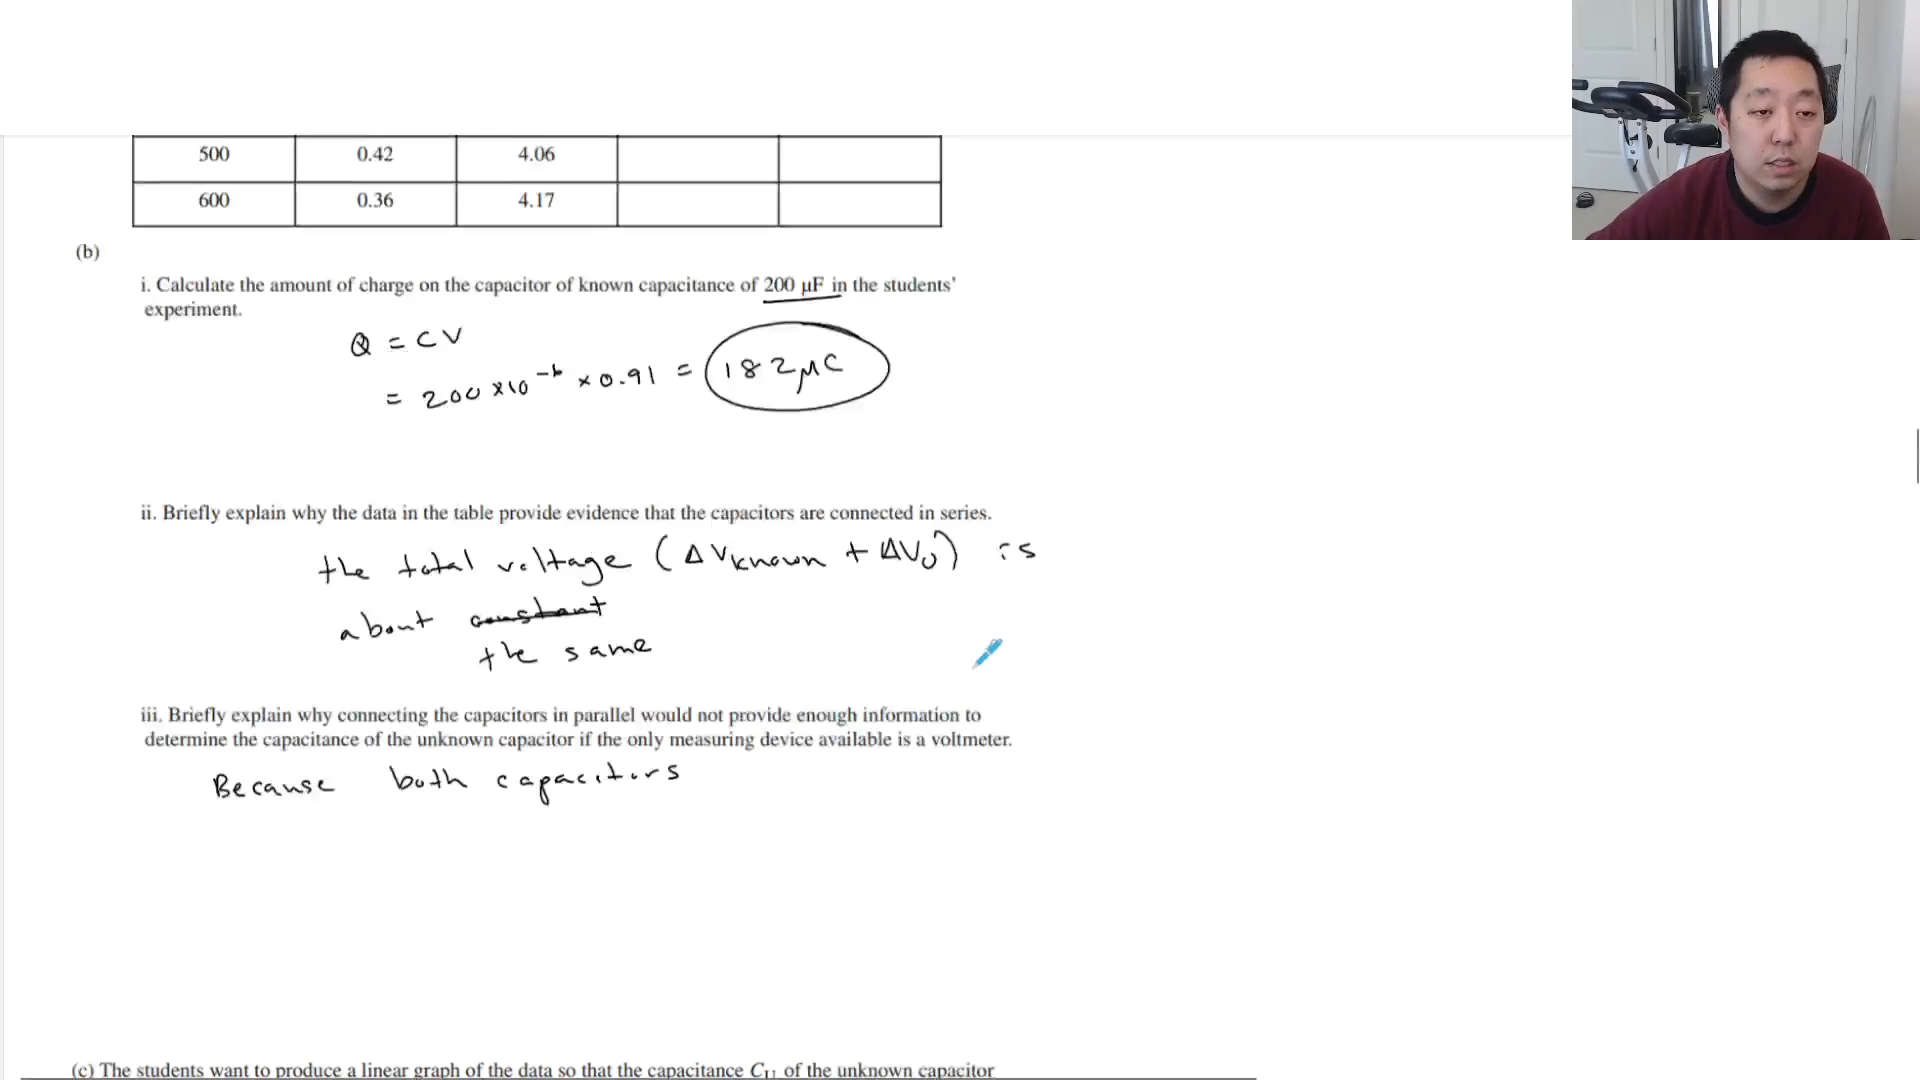 500 0.42 4.06
600 0.36 4.17
(b)
i. Calculate the amount of charge on the capacitor of known capacitance of 200 μF in the students'
experiment.
Q = CV
= 200 x10⁻⁶ x 0.91 = 182μC
ii. Briefly explain why the data in the table provide evidence that the capacitors are connected in series.
the total voltage (ΔVknown + ΔVU) is
about constant
the same
iii. Briefly explain why connecting the capacitors in parallel would not provide enough information to
determine the capacitance of the unknown capacitor if the only measuring device available is a voltmeter.
Because both capacitors
(c) The students want to produce a linear graph of the data so that the capacitance CU of the unknown capacitor